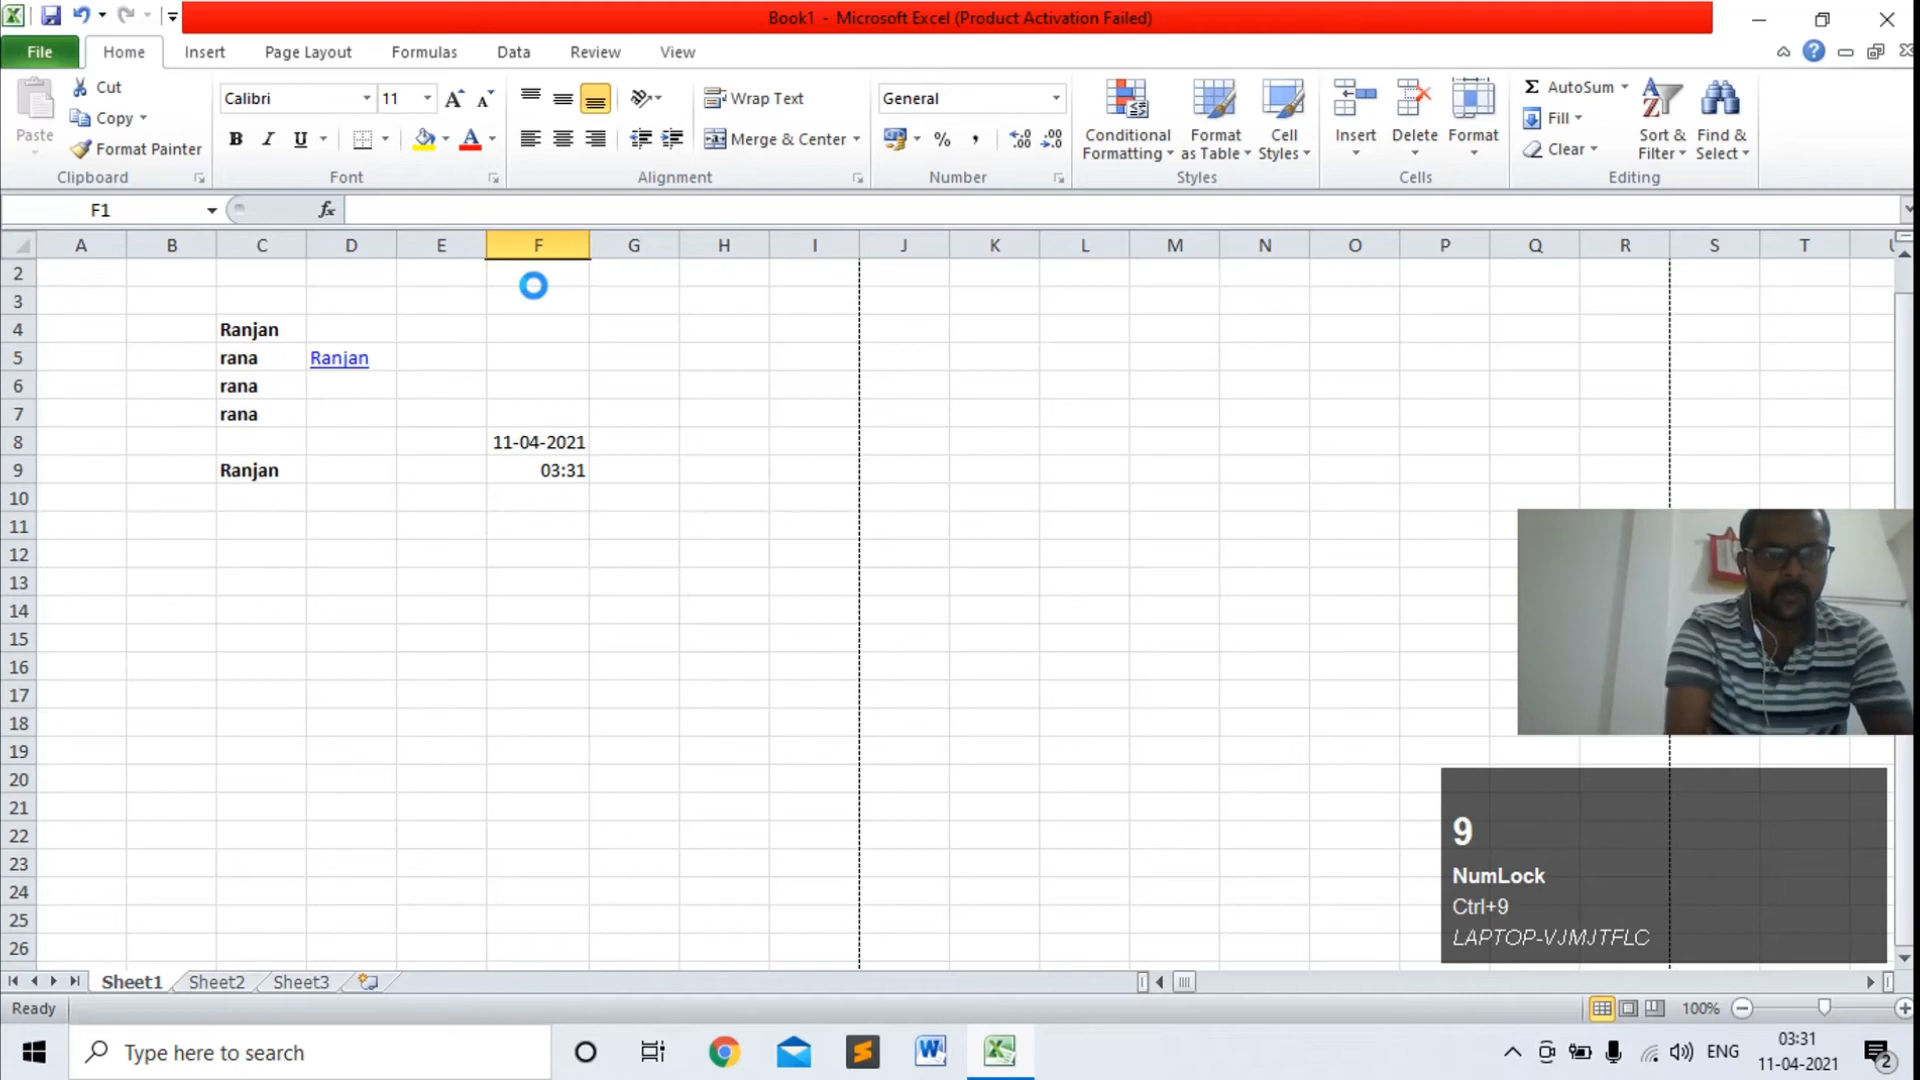 Book1 - Microsoft Excel (Product Activation Failed)
File Home Insert Page Layout Formulas Data Review View
Paste
Cut
Copy
Format Painter
Clipboard
Calibri 11
B I U
Font
Wrap Text
Merge & Center
Alignment
General
% ,
Number
Conditional Formatting
Format as Table
Cell Styles
Styles
Insert Delete Format
Cells
Σ AutoSum
Fill
Clear
Sort & Filter
Find & Select
Editing
F1 fx
A B C D E F G H I J K L M N O P Q R S T U
2
3
4 Ranjan
5 rana Ranjan
6 rana
7 rana
8 11-04-2021
9 Ranjan 03:31
10
11
12
13
14
15
16
17
18
19
20
21
22
23
24
25
26
9
NumLock
Ctrl+9
LAPTOP-VJMJTFLC
Sheet1 Sheet2 Sheet3
Ready 100%
Type here to search
ENG
03:31
11-04-2021
2